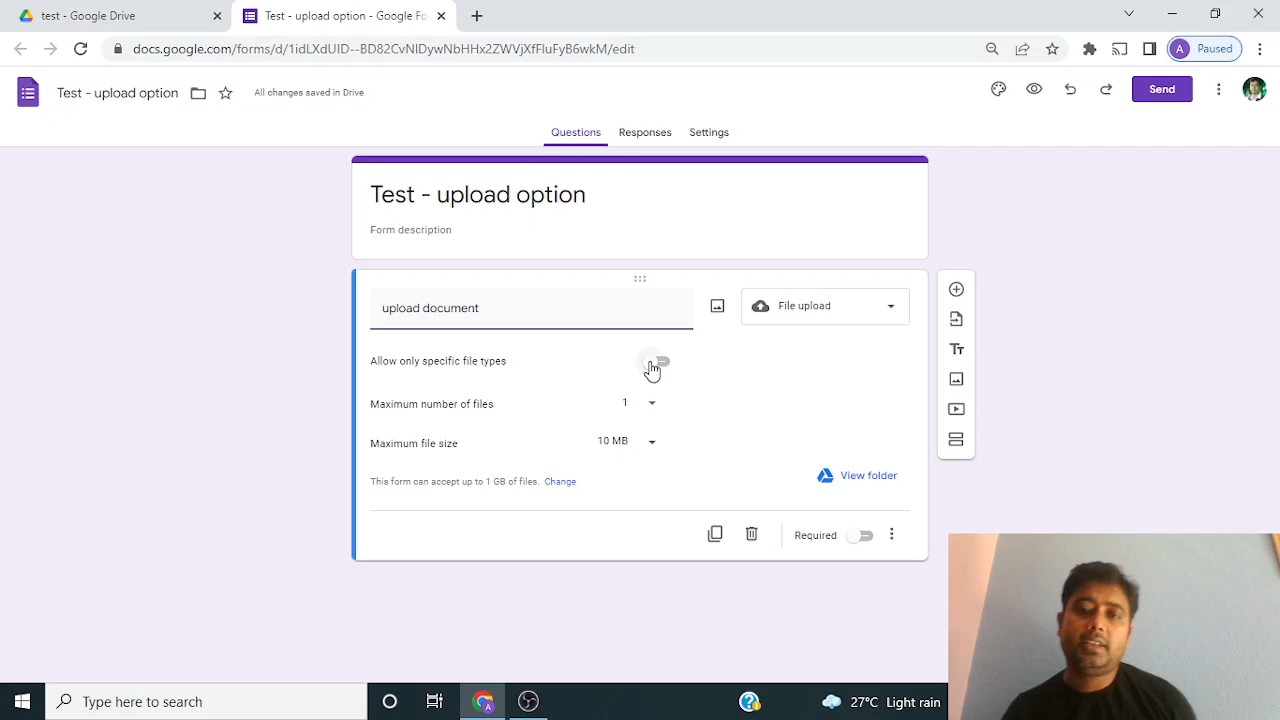 test - Google Drive
Test - upload option - Google Fo
docs.google.com/forms/d/1idLXdUID--BD82CvNIDywNbHHx2ZWVjXfFIuFyB6wkM/edit
A
Paused
Test - upload option
All changes saved in Drive
Send
Questions
Responses
Settings
Test - upload option
Form description
upload document
File upload
Allow only specific file types
Maximum number of files
1
Maximum file size
10 MB
This form can accept up to 1 GB of files. Change
View folder
Required
Type here to search
A
27°C Light rain